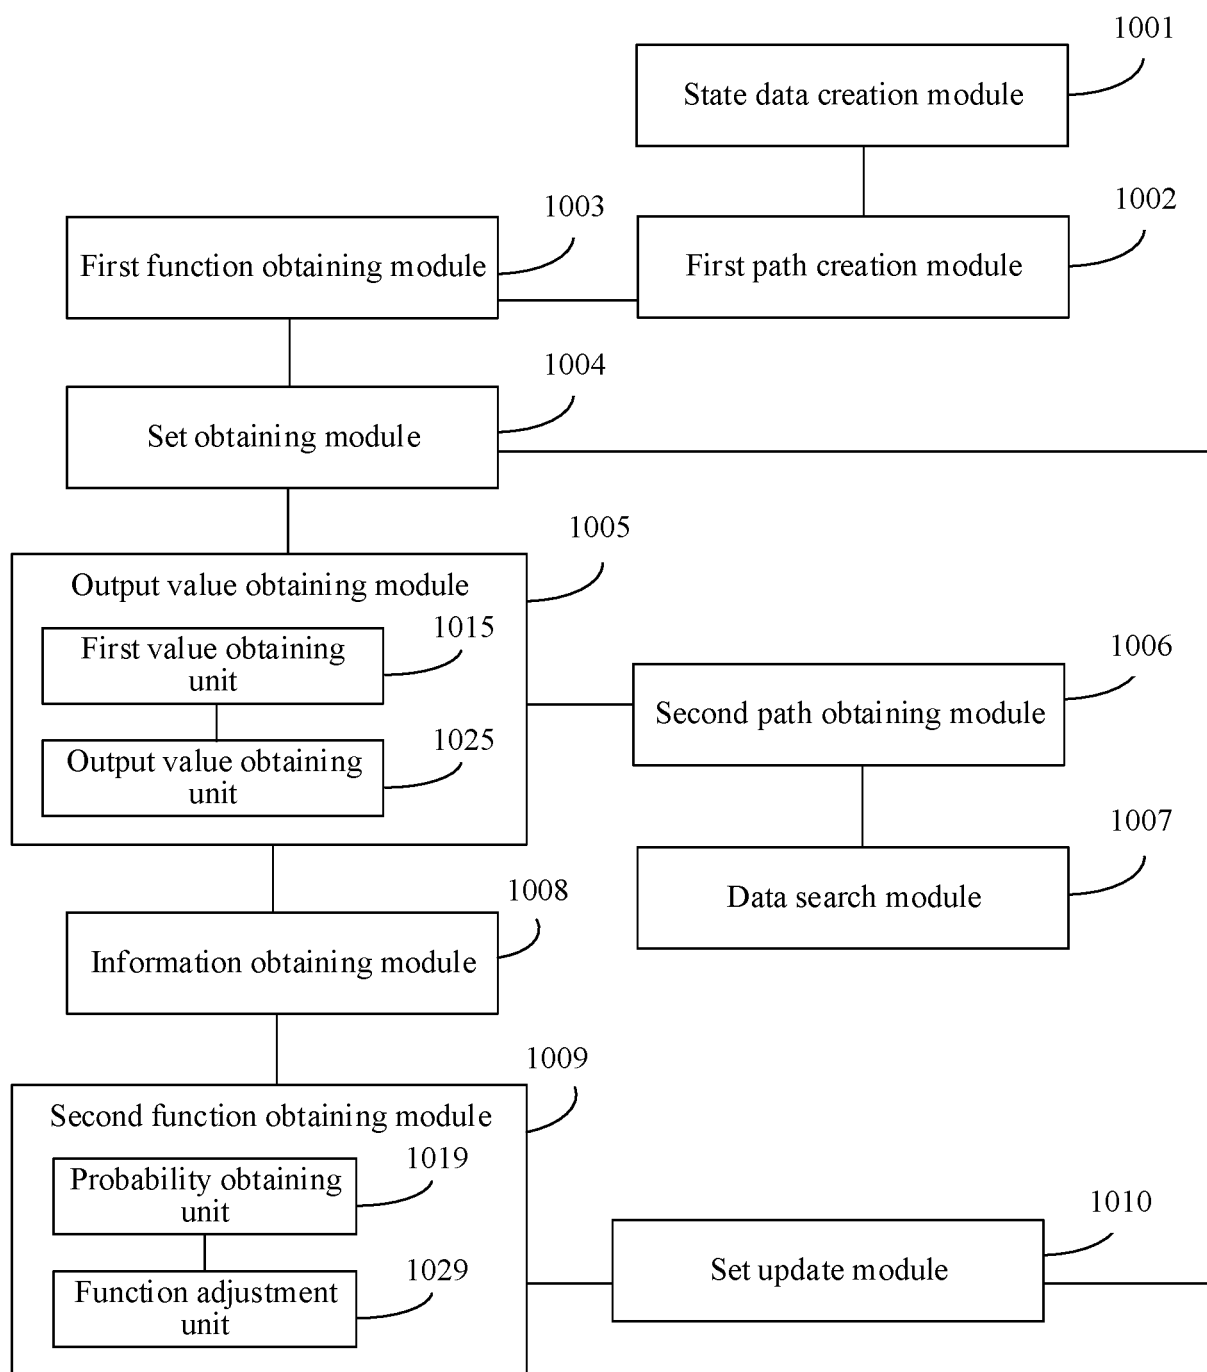 1001
State data creation module
1002
First path creation module
1003
First function obtaining module
1004
Set obtaining module
1005
Output value obtaining module
1015
First value obtaining
unit
1025
Output value obtaining
unit
1006
Second path obtaining module
1007
Data search module
1008
Information obtaining module
1009
Second function obtaining module
1019
Probability obtaining
unit
1029
Function adjustment
unit
1010
Set update module